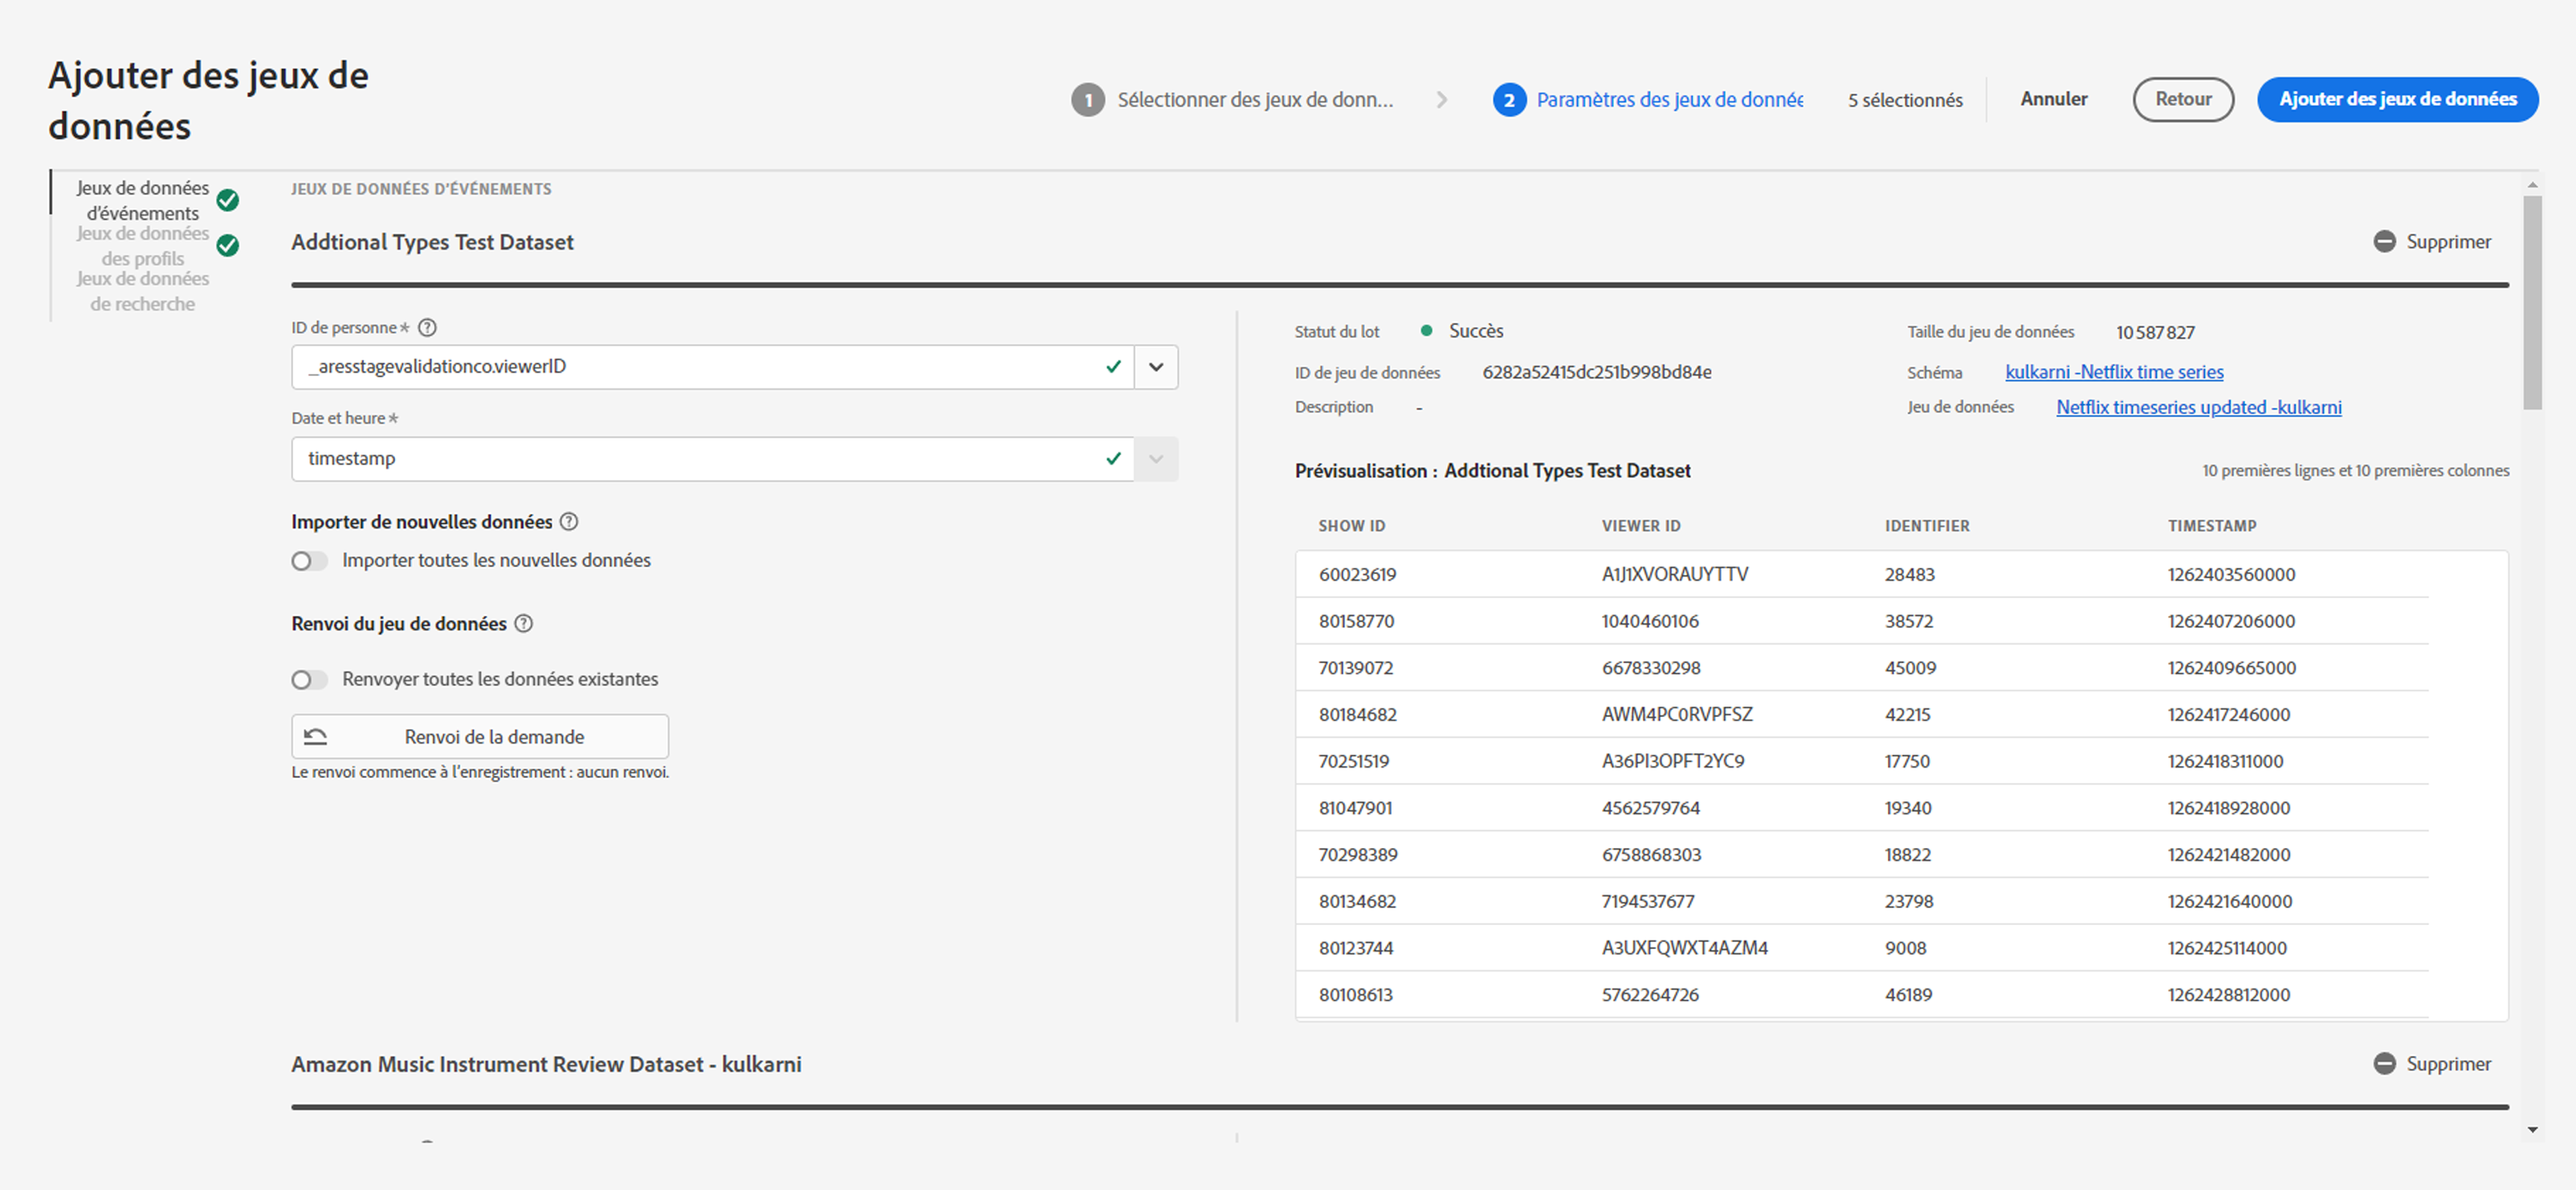 Ajouter des jeux de
données
1 Sélectionner des jeux de donn...
2 Paramètres des jeux de donnée
5 sélectionnés
Annuler
Retour
Ajouter des jeux de données
Jeux de données
d'événements
Jeux de données
des profils
Jeux de données
de recherche
JEUX DE DONNÉES D'ÉVÉNEMENTS
Addtional Types Test Dataset
Supprimer
ID de personne*
_aresstagevalidationco.viewerID
Date et heure*
timestamp
Importer de nouvelles données
Importer toutes les nouvelles données
Renvoi du jeu de données
Renvoyer toutes les données existantes
Renvoi de la demande
Le renvoi commence à l'enregistrement : aucun renvoi.
Statut du lot Succès
ID de jeu de données 6282a52415dc251b998bd84e
Description -
Taille du jeu de données 10 587 827
Schéma kulkarni -Netflix time series
Jeu de données Netflix timeseries updated -kulkarni
Prévisualisation : Addtional Types Test Dataset
10 premières lignes et 10 premières colonnes
SHOW ID VIEWER ID IDENTIFIER TIMESTAMP
60023619 A1J1XVORAUYTTV 28483 1262403560000
80158770 1040460106 38572 1262407206000
70139072 6678330298 45009 1262409665000
80184682 AWM4PC0RVPFSZ 42215 1262417246000
70251519 A36PI3OPFT2YC9 17750 1262418311000
81047901 4562579764 19340 1262418928000
70298389 6758868303 18822 1262421482000
80134682 7194537677 23798 1262421640000
80123744 A3UXFQWXT4AZM4 9008 1262425114000
80108613 5762264726 46189 1262428812000
Amazon Music Instrument Review Dataset - kulkarni
Supprimer